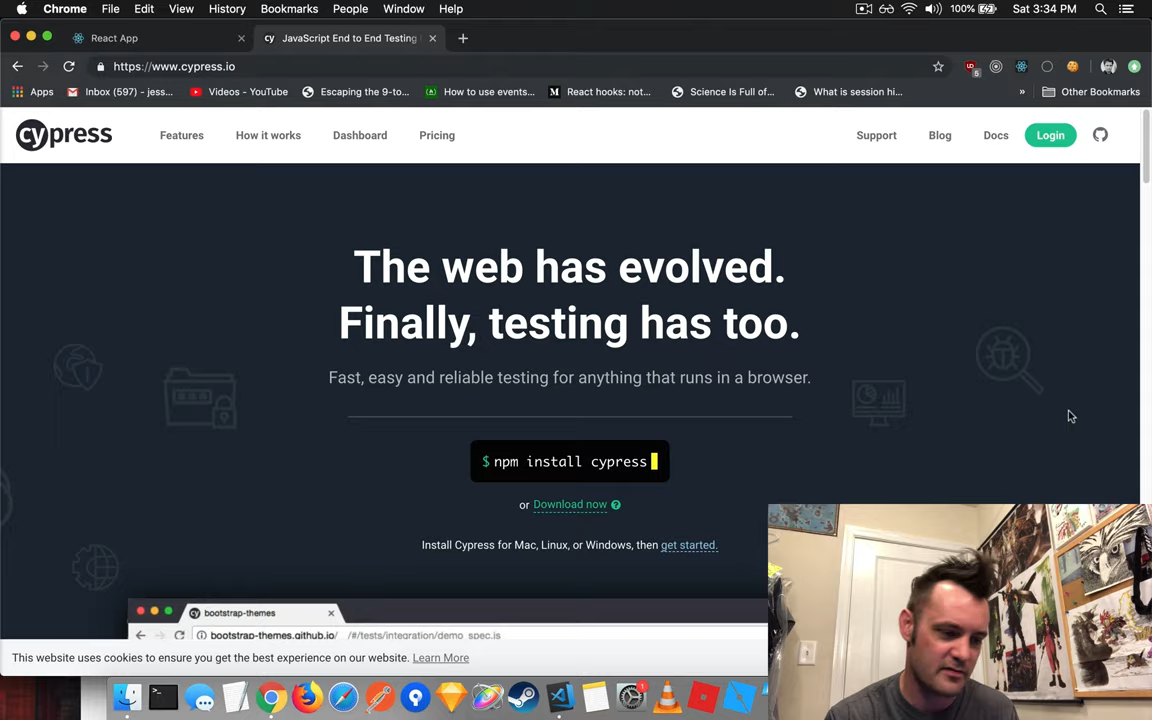 Chrome File Edit View History Bookmarks People Window Help 100% Sat 3:34 PM
React App JavaScript End to End Testing
https://www.cypress.io 5
Apps Inbox (597) - jess... Videos - YouTube Escaping the 9-to... How to use events... M React hooks: not... Science Is Full of... What is session hi... » Other Bookmarks
cypress Features How it works Dashboard Pricing Support Blog Docs Login
The web has evolved.
Finally, testing has too.
Fast, easy and reliable testing for anything that runs in a browser.
$ npm install cypress
or Download now ?
Install Cypress for Mac, Linux, or Windows, then get started.
cy bootstrap-themes
bootstrap-themes.github.io/ /#/tests/integration/demo_spec.js
This website uses cookies to ensure you get the best experience on our website. Learn More
1